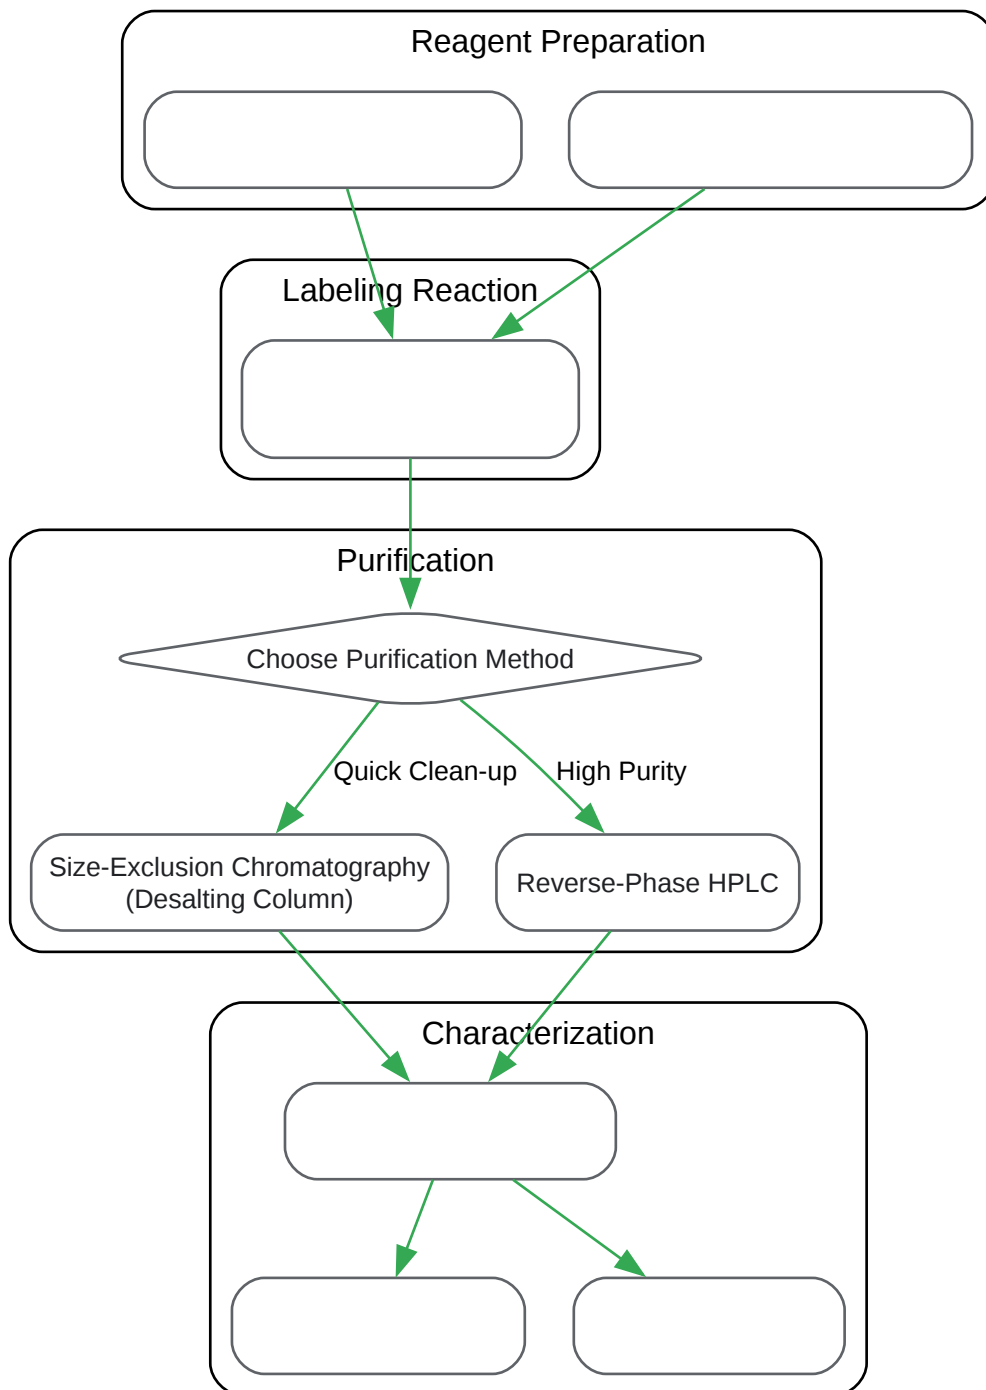 Reagent Preparation
Labeling Reaction
Purification
Choose Purification Method
Quick Clean-up
High Purity
Size-Exclusion Chromatography
(Desalting Column)
Reverse-Phase HPLC
Characterization